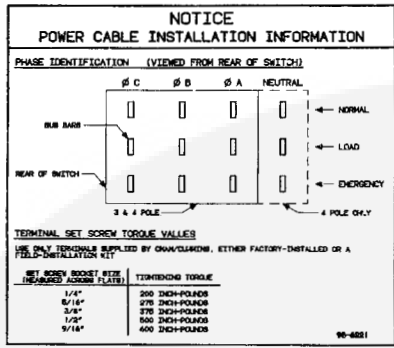 NOTICE
POWER CABLE INSTALLATION INFORMATION
PHASE IDENTIFICATION (VIEWED FROM REAR OF SWITCH)
Ø C Ø B Ø A NEUTRAL
NORMAL
BUS BARS
LOAD
REAR OF SWITCH
EMERGENCY
3 & 4 POLE 4 POLE ONLY
TERMINAL SET SCREW TORQUE VALUES
USE ONLY TERMINALS SUPPLIED BY ONAN/CUMMINS, EITHER FACTORY-INSTALLED OR A
FIELD-INSTALLATION KIT
SET SCREW SOCKET SIZE
(MEASURED ACROSS FLATS) TIGHTENING TORQUE
1/4" 200 INCH-POUNDS
5/16" 275 INCH-POUNDS
3/8" 375 INCH-POUNDS
1/2" 500 INCH-POUNDS
9/16" 600 INCH-POUNDS
98-6221